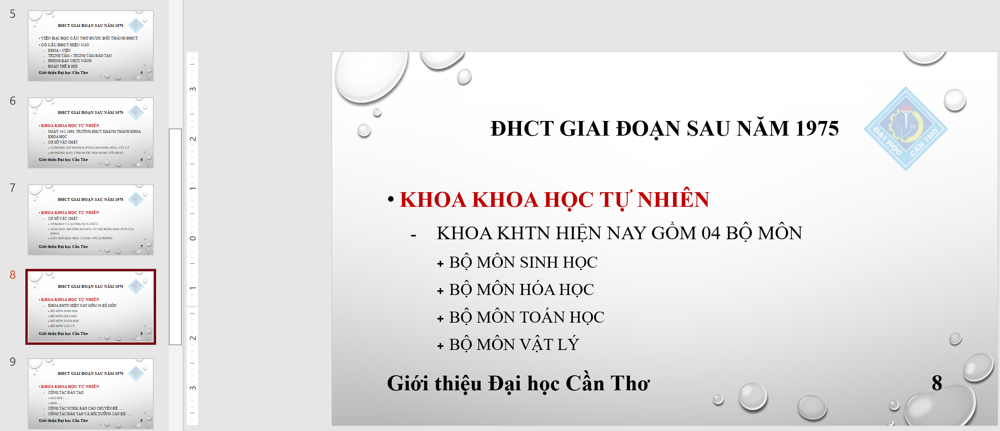 5
ĐHCT GIAI ĐOẠN SAU NĂM 1975
• VIỆN ĐẠI HỌC CẦN THƠ ĐƯỢC ĐỔI THÀNH ĐHCT
• CƠ CẤU ĐHCT HIỆN NAY
- KHOA – VIỆN
- TRUNG TÂM – TRUNG TÂM ĐÀO TẠO
- PHÒNG BAN CHỨC NĂNG
- ĐOÀN THỂ & HỘI
Giới thiệu Đại học Cần Thơ 5
6
ĐHCT GIAI ĐOẠN SAU NĂM 1975
• KHOA KHOA HỌC TỰ NHIÊN
- NGÀY 14/1/1998, TRƯỜNG ĐHCT KHÁNH THÀNH KHOA
KHOA HỌC
- CƠ SỞ VẬT CHẤT
+ 12 PHÒNG THÍ NGHIỆM (PTN) CHO SINH, HÓA, VẬT LÝ
+ 06 PHÒNG MÁY TÍNH ĐƯỢC NỐI MẠNG VỚI NHAU
Giới thiệu Đại học Cần Thơ 6
7
ĐHCT GIAI ĐOẠN SAU NĂM 1975
• KHOA KHOA HỌC TỰ NHIÊN
- CƠ SỞ VẬT CHẤT
+ VP KHOA VÀ XƯỞNG SỬA CHỮA
+ NĂM 2010, TRƯỜNG ĐÃ ĐẦU TƯ MỞ RỘNG KHU PTN CỦA
KHOA
+ XÂY MỚI KHU NHÀ 3 TẦNG VỚI 22 PHÒNG
Giới thiệu Đại học Cần Thơ 7
8
ĐHCT GIAI ĐOẠN SAU NĂM 1975
• KHOA KHOA HỌC TỰ NHIÊN
- KHOA KHTN HIỆN NAY GỒM 04 BỘ MÔN
+ BỘ MÔN SINH HỌC
+ BỘ MÔN HÓA HỌC
+ BỘ MÔN TOÁN HỌC
+ BỘ MÔN VẬT LÝ
Giới thiệu Đại học Cần Thơ 8
9
ĐHCT GIAI ĐOẠN SAU NĂM 1975
• KHOA KHOA HỌC TỰ NHIÊN
- CÔNG TÁC ĐÀO TẠO
+ ĐẠI HỌC: .....
+ SĐH: ....
- CÔNG TÁC NCKH, BÁO CÁO CHUYÊN ĐỀ: ....
- CÔNG TÁC ĐÀO TẠO VÀ BỒI DƯỠNG CÁN BỘ: .....
Giới thiệu Đại học Cần Thơ 9
3
2
1
0
1
2
3
ĐHCT GIAI ĐOẠN SAU NĂM 1975
ĐẠI HỌC CẦN THƠ
• KHOA KHOA HỌC TỰ NHIÊN
- KHOA KHTN HIỆN NAY GỒM 04 BỘ MÔN
+ BỘ MÔN SINH HỌC
+ BỘ MÔN HÓA HỌC
+ BỘ MÔN TOÁN HỌC
+ BỘ MÔN VẬT LÝ
Giới thiệu Đại học Cần Thơ 8